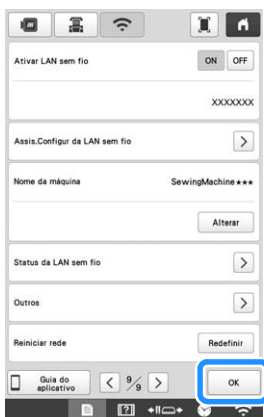 Ativar LAN sem fio ON OFF
XXXXXXX
Assis.Configur da LAN sem fio >
Nome da máquina SewingMachine★★★
Alterar
Status da LAN sem fio >
Outros >
Reiniciar rede Redefinir
Guia do
aplicativo < 9/9 > OK